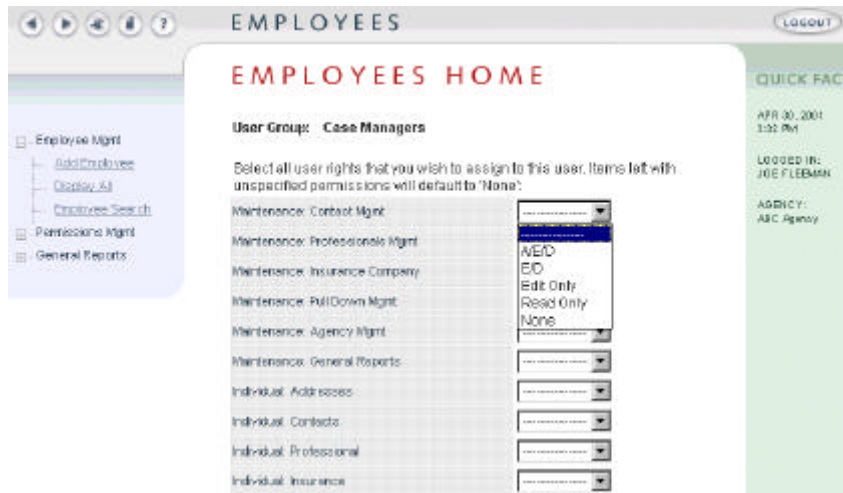 EMPLOYEES
LOGOUT
EMPLOYEES HOME
QUICK FAC
User Group: Case Managers
APR 30, 2001
1:32 PM
Employee Mgmt
Add Employee
Display All
Employee Search
Permissions Mgmt
General Reports
LOGGED IN:
JOE FLEEMAN
AGENCY:
ABC Agency
Select all user rights that you wish to assign to this user. Items left with
unspecified permissions will default to 'None'.
Maintenance: Contact Mgmt
Maintenance: Professionals Mgmt
Maintenance: Insurance Company
Maintenance: Pull Down Mgmt
Maintenance: Agency Mgmt
Maintenance: General Reports
Individual: Addresses
Individual: Contacts
Individual: Professional
Individual: Insurance
A/E/D
E/D
Edit Only
Read Only
None